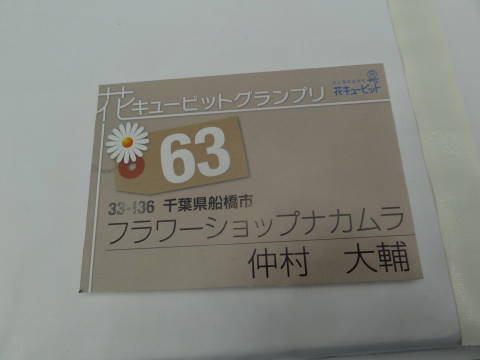 花キューピットグランプリ
花キューピット
63
33-136 千葉県船橋市
フラワーショップナカムラ
仲村 大輔